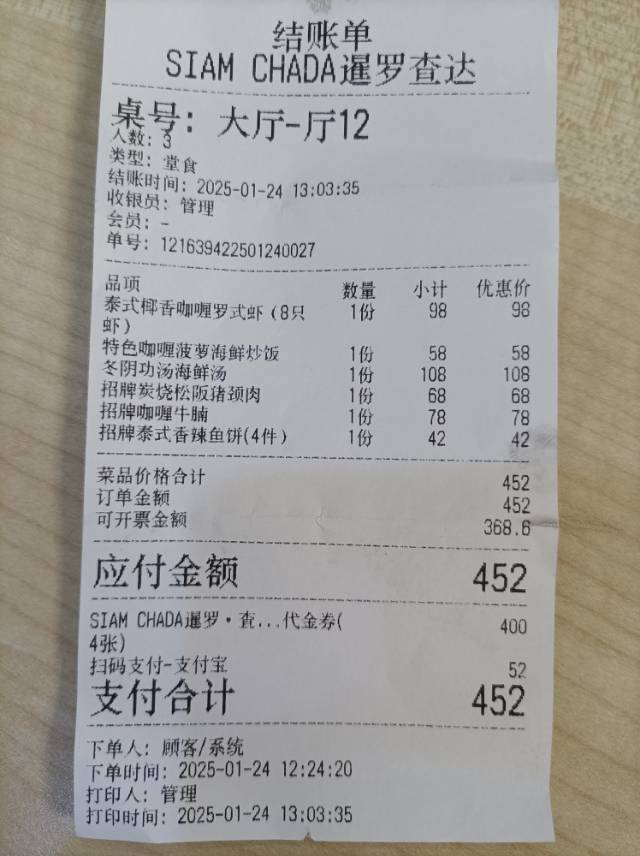 结账单
SIAM CHADA暹罗查达
桌号: 大厅-厅12
人数: 3
类型: 堂食
结账时间: 2025-01-24 13:03:35
收银员: 管理
会员: -
单号: 121639422501240027
品项 数量 小计 优惠价
泰式椰香咖喱罗式虾(8只 1份 98 98
虾)
特色咖喱菠萝海鲜炒饭 1份 58 58
冬阴功汤海鲜汤 1份 108 108
招牌炭烧松阪猪颈肉 1份 68 68
招牌咖喱牛腩 1份 78 78
招牌泰式香辣鱼饼(4件) 1份 42 42
菜品价格合计 452
订单金额 452
可开票金额 368.6
应付金额 452
SIAM CHADA暹罗·查...代金券( 400
4张)
扫码支付-支付宝 52
支付合计 452
下单人: 顾客/系统
下单时间: 2025-01-24 12:24:20
打印人: 管理
打印时间: 2025-01-24 13:03:35